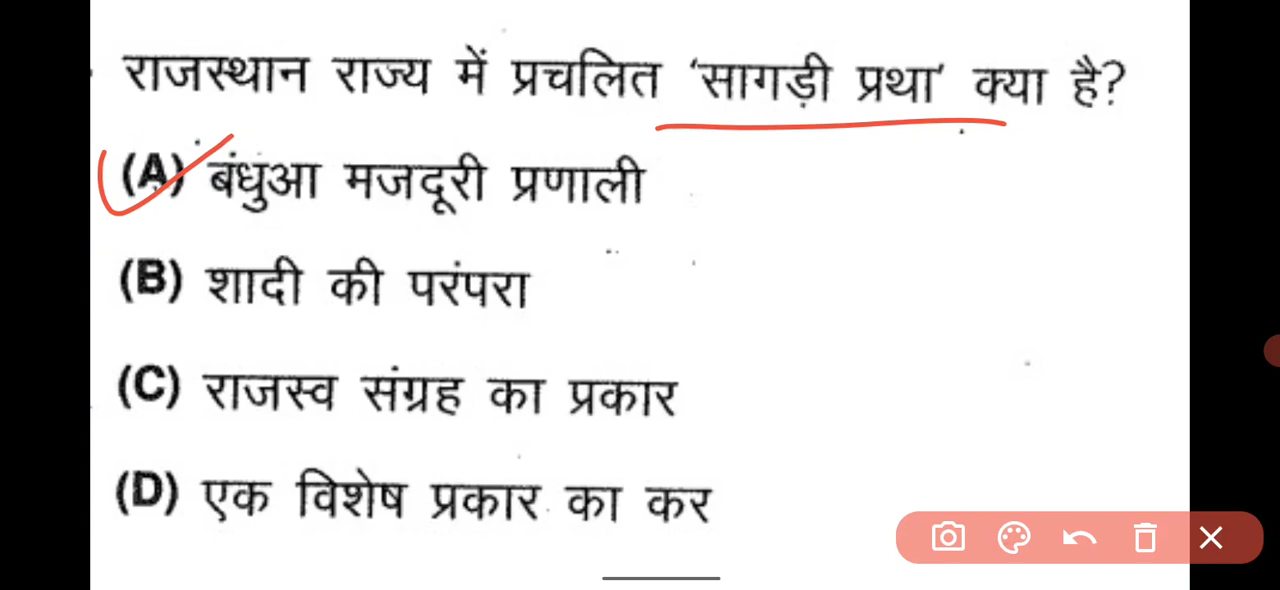 राजस्थान राज्य में प्रचलित 'सागड़ी प्रथा' क्या है?
(A) बंधुआ मजदूरी प्रणाली
(B) शादी की परंपरा
(C) राजस्व संग्रह का प्रकार
(D) एक विशेष प्रकार का कर